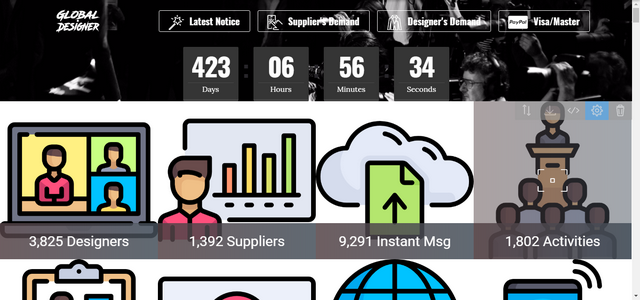 GLOBAL
DESIGNER
Latest Notice
Supplier's Demand
Designer's Demand
PayPal
Visa/Master
423
06
56
34
Days
Hours
Minutes
Seconds
3,825 Designers
1,392 Suppliers
9,291 Instant Msg
1,802 Activities